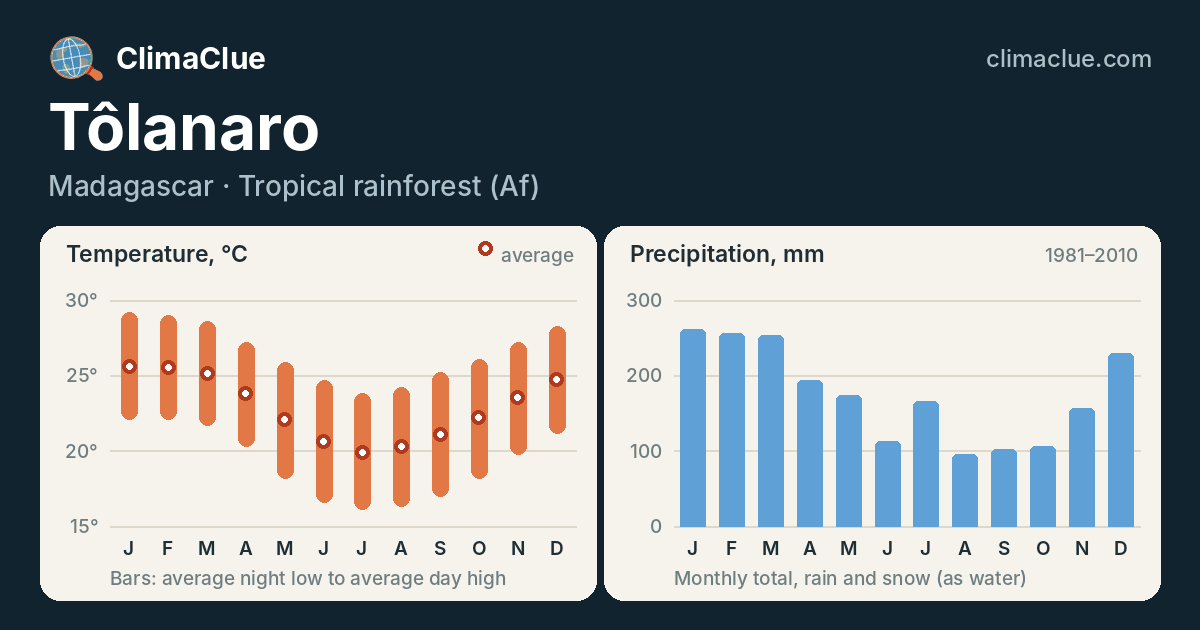 ClimaClue
climaclue.com
Tôlanaro
Madagascar · Tropical rainforest (Af)
Temperature, °C
average
30°
25°
20°
15°
J F M A M J J A S O N D
Bars: average night low to average day high
Precipitation, mm
1981–2010
300
200
100
0
J F M A M J J A S O N D
Monthly total, rain and snow (as water)